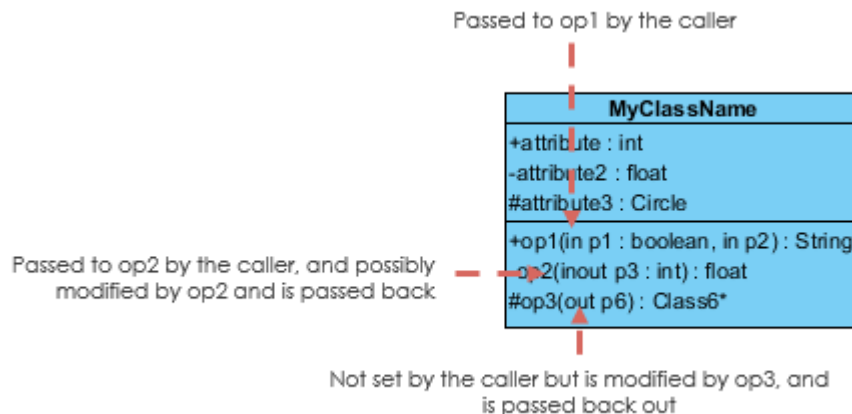 Passed to op1 by the caller
MyClassName
+attribute : int
-attribute2 : float
#attribute3 : Circle
+op1(in p1 : boolean, in p2) : String
op2(inout p3 : int) : float
#op3(out p6) : Class6*
Passed to op2 by the caller, and possibly
modified by op2 and is passed back
Not set by the caller but is modified by op3, and
is passed back out